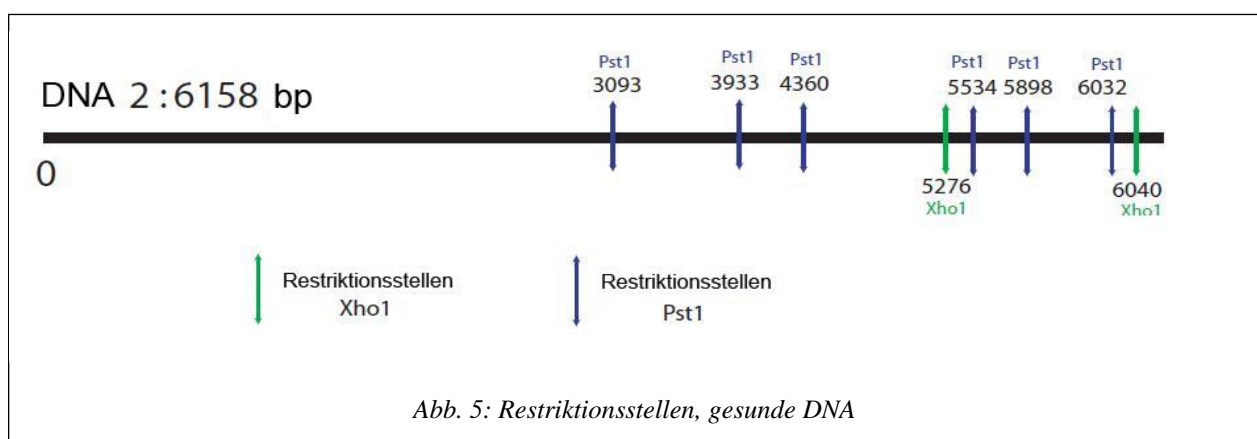 Pst1 Pst1 Pst1 Pst1 Pst1 Pst1
3093 3933 4360 5534 5898 6032
DNA 2:6158 bp
0
5276 6040
Xho1 Xho1
Restriktionsstellen Restriktionsstellen
Xho1 Pst1
Abb. 5: Restriktionsstellen, gesunde DNA